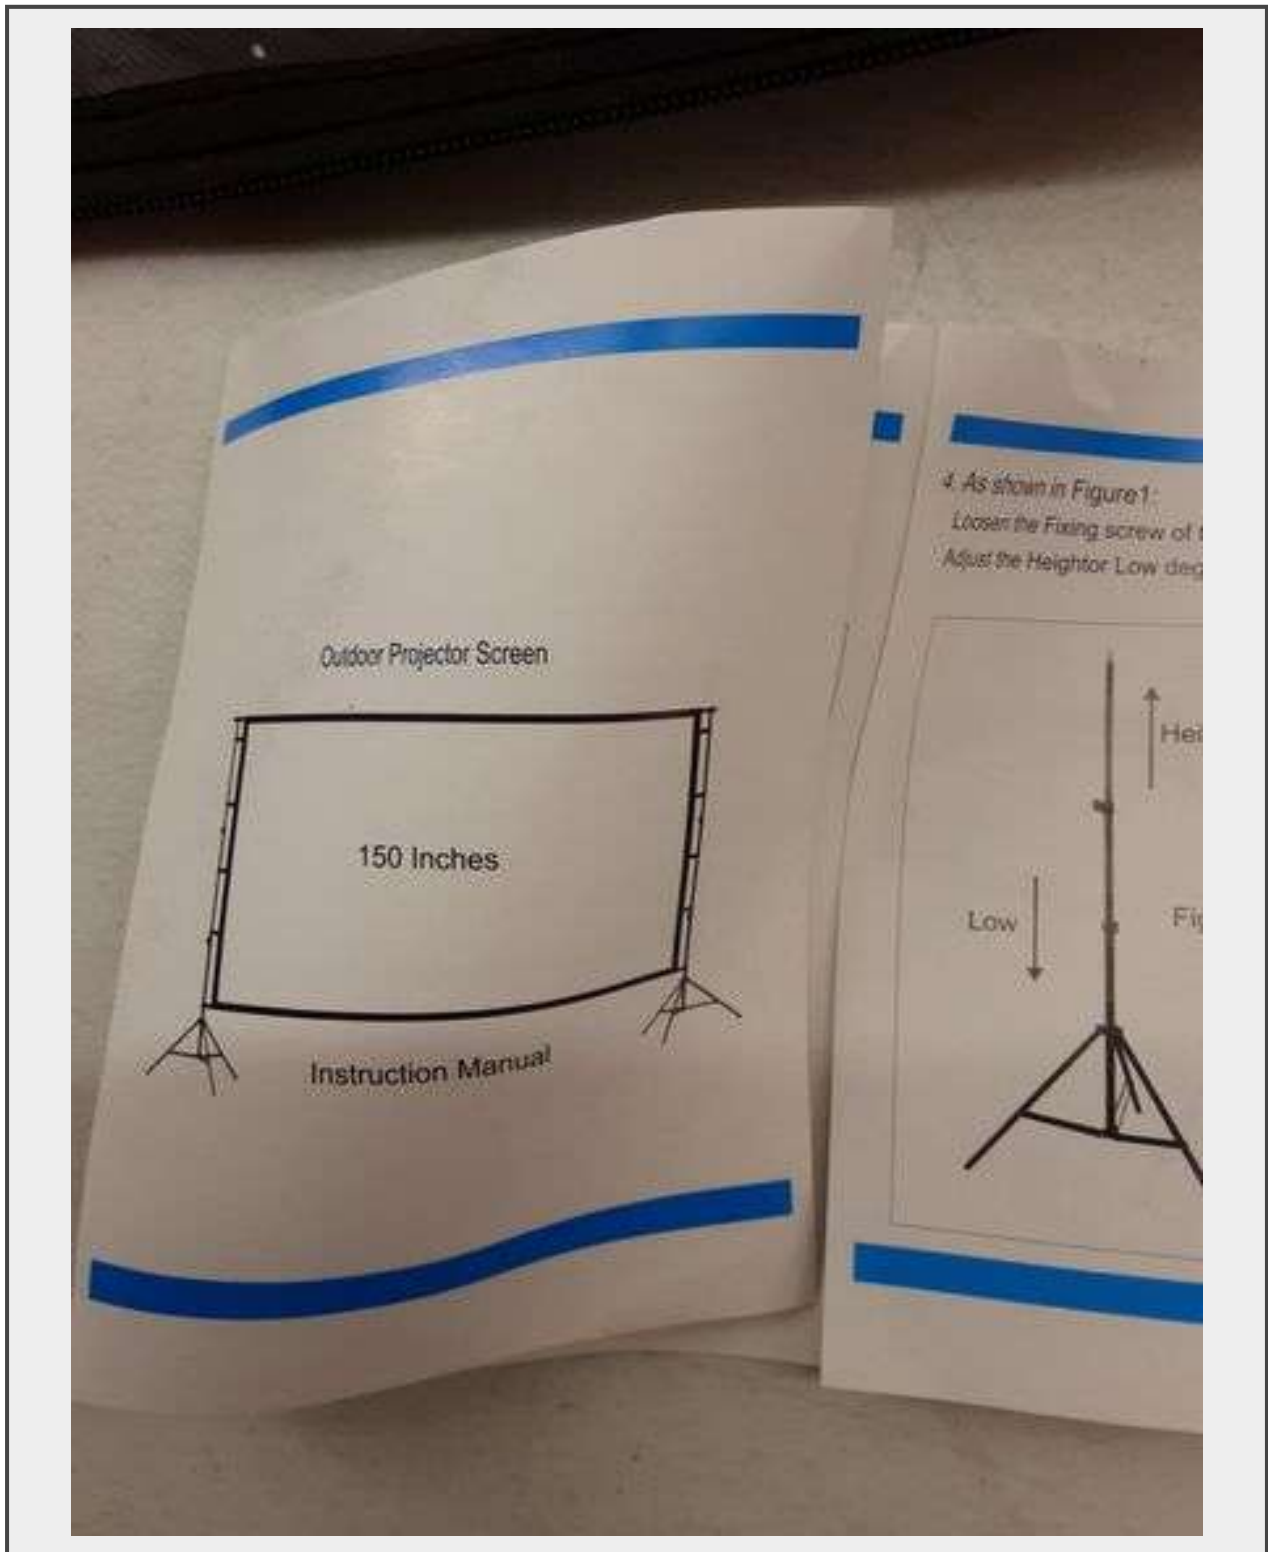 Outdoor Projector Screen
150 Inches
Instruction Manual
4. As shown in Figure1:
Loosen the Fixing screw of
Adjust the Heightor Low
Low